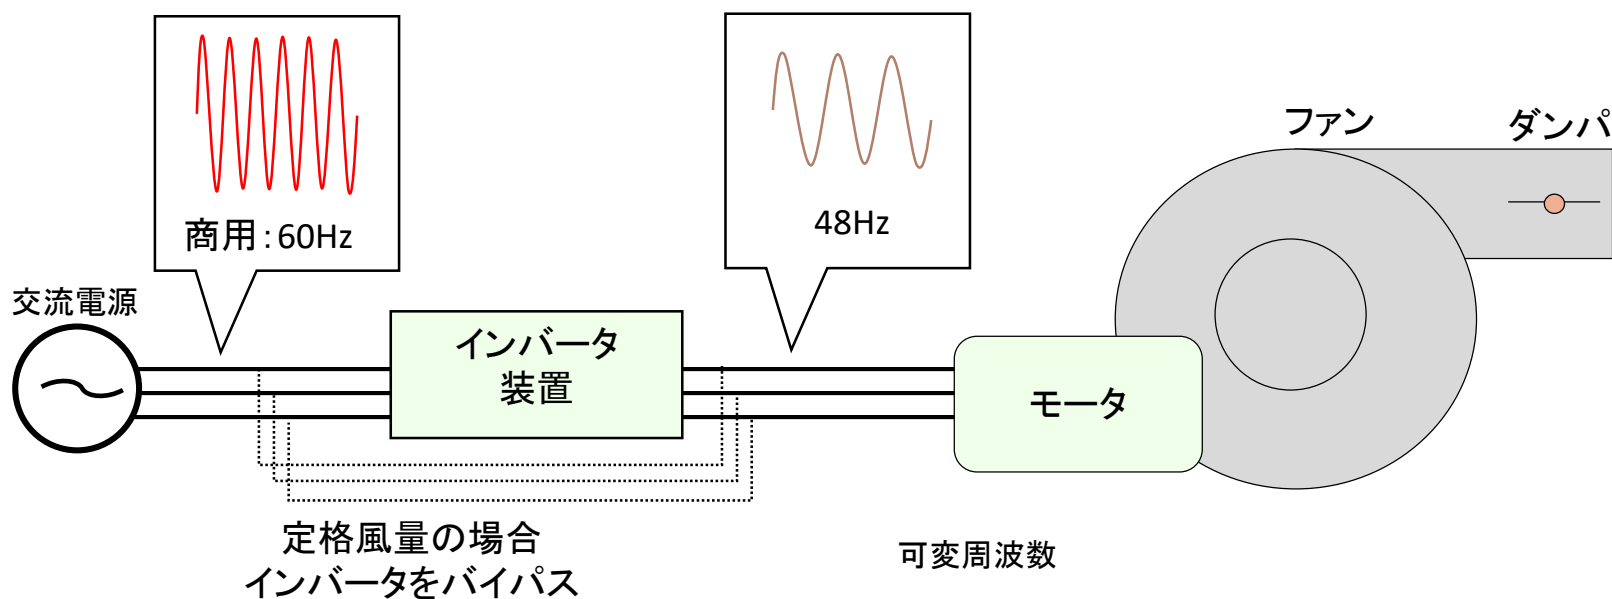 商用：60Hz
48Hz
ファン
ダンパ
交流電源
インバータ
装置
モータ
定格風量の場合
インバータをバイパス
可変周波数